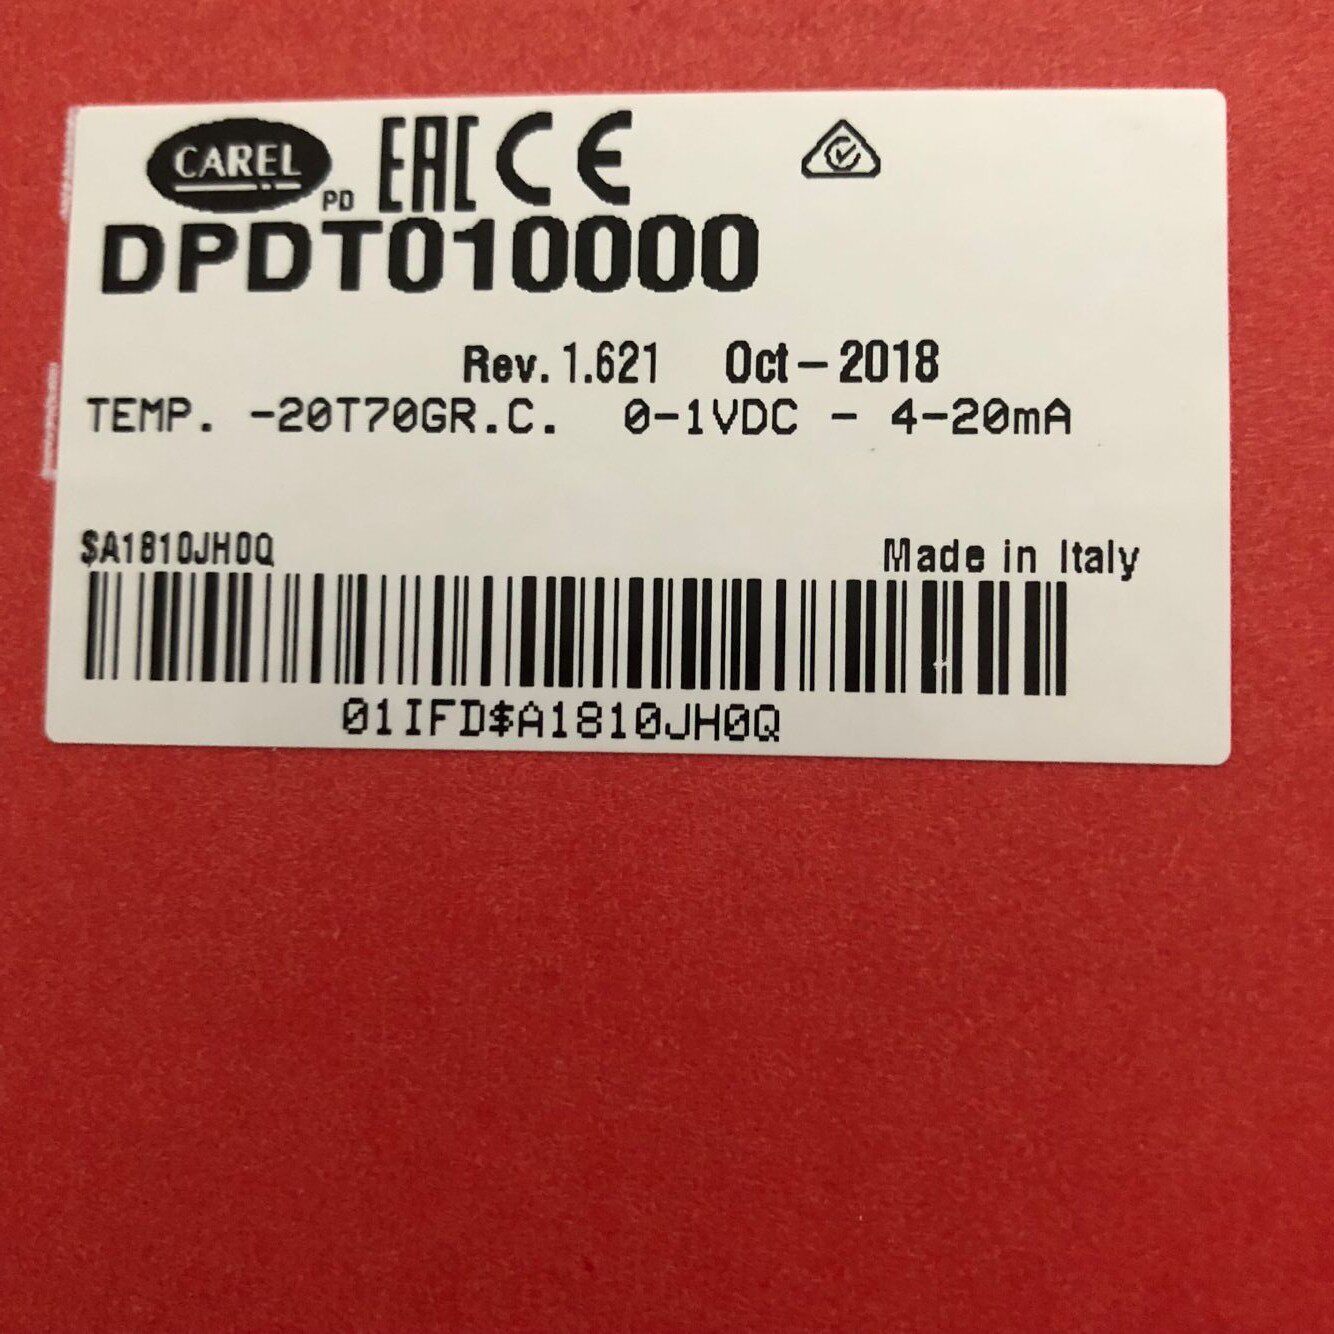 CAREL PD EAC CE
DPDT010000
Rev. 1.621 Oct-2018
TEMP. -20T70GR.C. 0-1VDC - 4-20mA
$A1810JH0Q Made in Italy
01IFD$A1810JH0Q